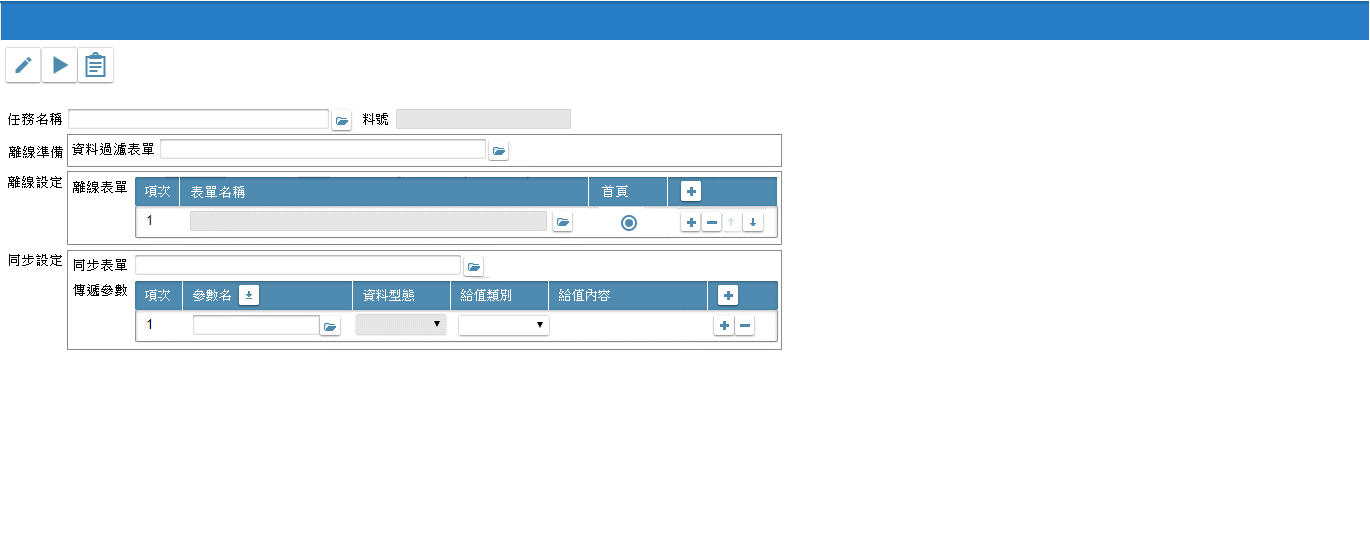 任務名稱 料號
離線準備 資料過濾表單
離線設定 離線表單 項次 表單名稱 首頁
1
同步設定 同步表單
傳遞參數 項次 參數名 資料型態 給值類別 給值內容
1